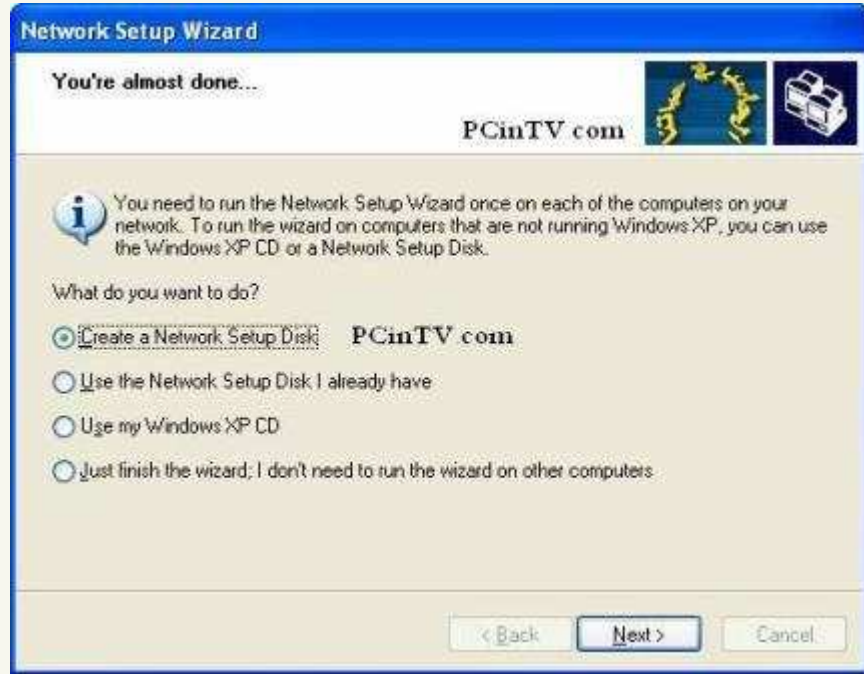 Network Setup Wizard
You're almost done...
PCinTV com
You need to run the Network Setup Wizard once on each of the computers on your
network. To run the wizard on computers that are not running Windows XP, you can use
the Windows XP CD or a Network Setup Disk.
What do you want to do?
Create a Network Setup Disk PCinTV com
Use the Network Setup Disk I already have
Use my Windows XP CD
Just finish the wizard; I don't need to run the wizard on other computers
< Back Next > Cancel